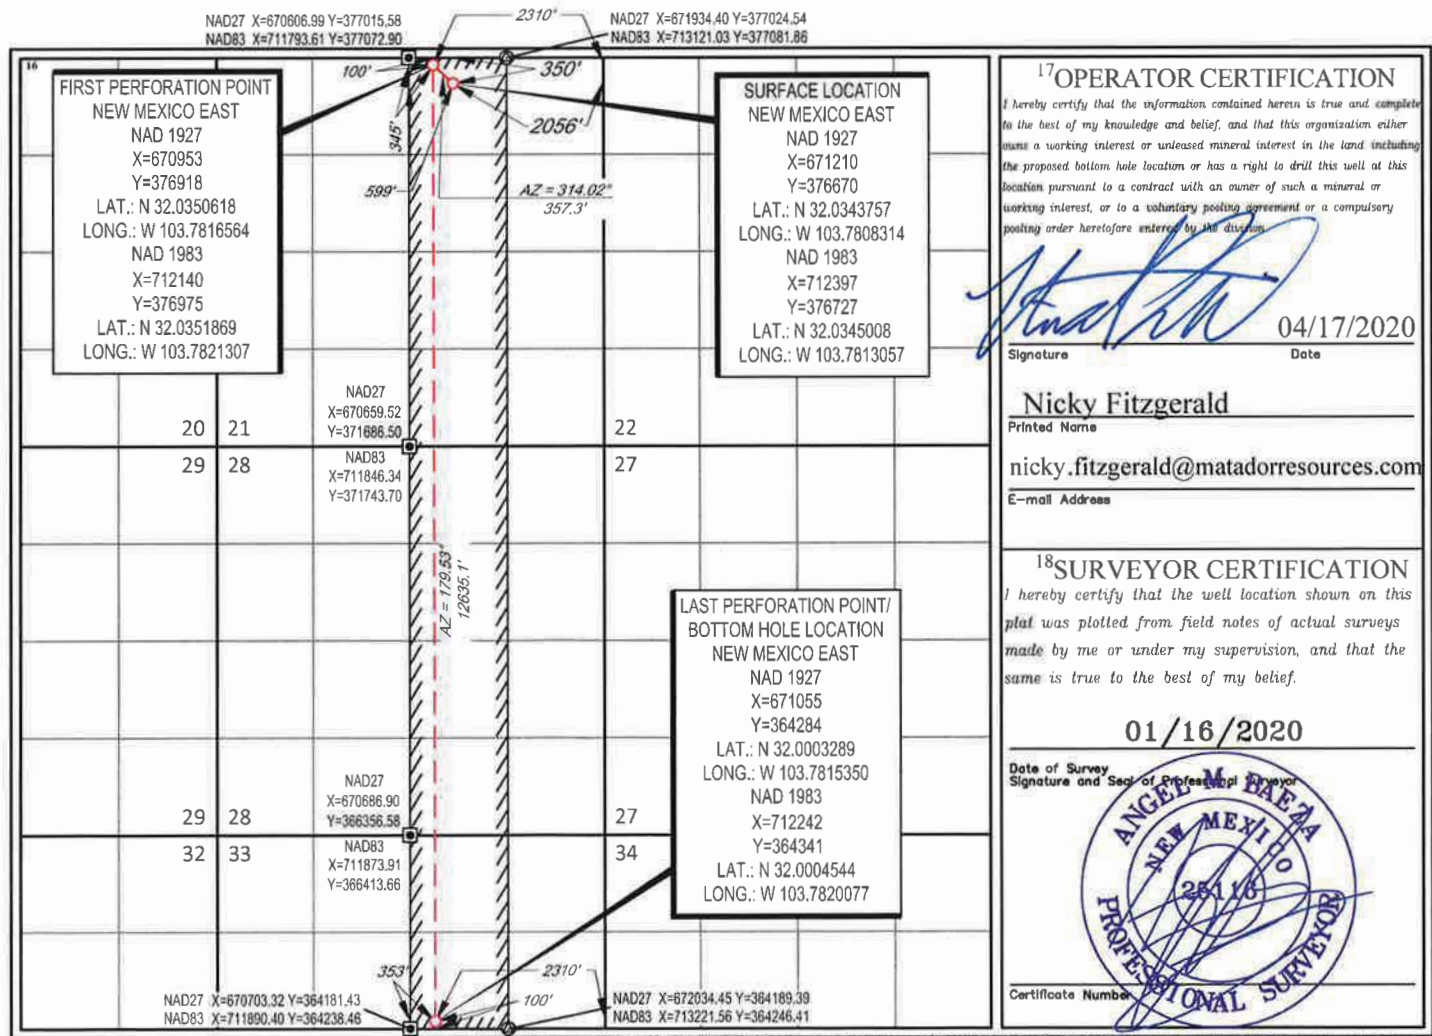 NAD27 X=670606.99 Y=377015.58
NAD83 X=711793.61 Y=377072.90
2310'
NAD27 X=671934.40 Y=377024.54
NAD83 X=713121.03 Y=377081.86
16
100'
350'
345'
2056'
599'
AZ = 314.02°
357.3'
FIRST PERFORATION POINT
NEW MEXICO EAST
NAD 1927
X=670953
Y=376918
LAT.: N 32.0350618
LONG.: W 103.7816564
NAD 1983
X=712140
Y=376975
LAT.: N 32.0351869
LONG.: W 103.7821307
SURFACE LOCATION
NEW MEXICO EAST
NAD 1927
X=671210
Y=376670
LAT.: N 32.0343757
LONG.: W 103.7808314
NAD 1983
X=712397
Y=376727
LAT.: N 32.0345008
LONG.: W 103.7813057
NAD27
X=670659.52
Y=371686.50
20 21
22
29 28
27
NAD83
X=711846.34
Y=371743.70
AZ = 179.53°
12635.1'
LAST PERFORATION POINT/
BOTTOM HOLE LOCATION
NEW MEXICO EAST
NAD 1927
X=671055
Y=364284
LAT.: N 32.0003289
LONG.: W 103.7815350
NAD 1983
X=712242
Y=364341
LAT.: N 32.0004544
LONG.: W 103.7820077
NAD27
X=670686.90
Y=366356.58
29 28
27
32 33
34
NAD83
X=711873.91
Y=366413.66
353'
2310'
100'
NAD27 X=670703.32 Y=364181.43
NAD83 X=711890.40 Y=364238.46
NAD27 X=672034.45 Y=364189.39
NAD83 X=713221.56 Y=364246.41
17OPERATOR CERTIFICATION
I hereby certify that the information contained herein is true and complete
to the best of my knowledge and belief, and that this organization either
owns a working interest or unleased mineral interest in the land including
the proposed bottom hole location or has a right to drill this well at this
location pursuant to a contract with an owner of such a mineral or
working interest, or to a voluntary pooling agreement or a compulsory
pooling order heretofore entered by the division.
04/17/2020
Signature Date
Nicky Fitzgerald
Printed Name
nicky.fitzgerald@matadorresources.com
E-mail Address
18SURVEYOR CERTIFICATION
I hereby certify that the well location shown on this
plat was plotted from field notes of actual surveys
made by me or under my supervision, and that the
same is true to the best of my belief.
01/16/2020
Date of Survey
Signature and Seal of Professional Surveyor
ANGEL M. BAEZA
NEW MEXICO
25116
PROFESSIONAL SURVEYOR
Certificate Number